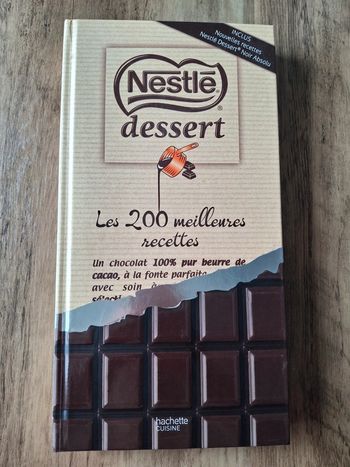 INCLUS
Nouvelles recettes
Nestlé Dessert® Noir Absolu
Nestlé®
dessert
Les 200 meilleures
recettes
Un chocolat 100% pur beurre de
cacao, à la fonte parfaite
avec soin
hachette
CUISINE